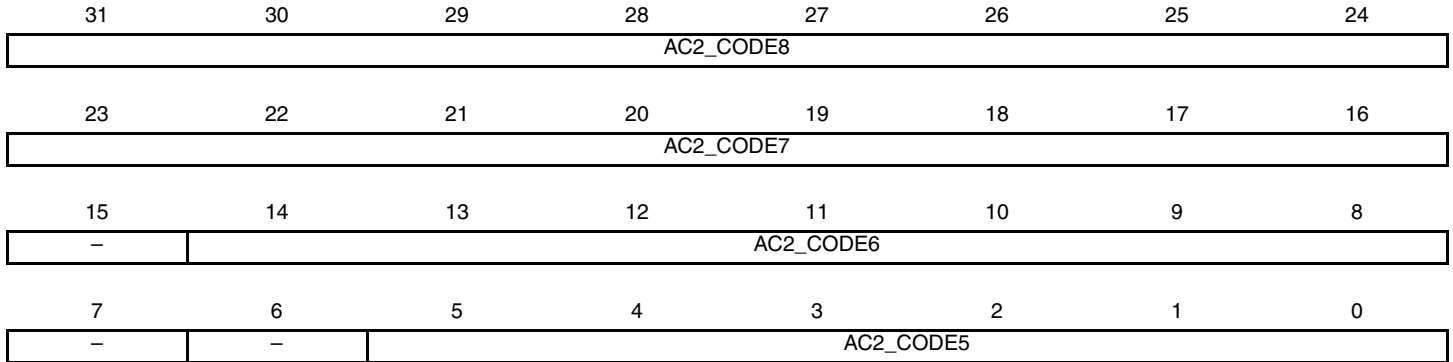 31 30 29 28 27 26 25 24
AC2_CODE8
23 22 21 20 19 18 17 16
AC2_CODE7
15 14 13 12 11 10 9 8
– AC2_CODE6
7 6 5 4 3 2 1 0
– – AC2_CODE5